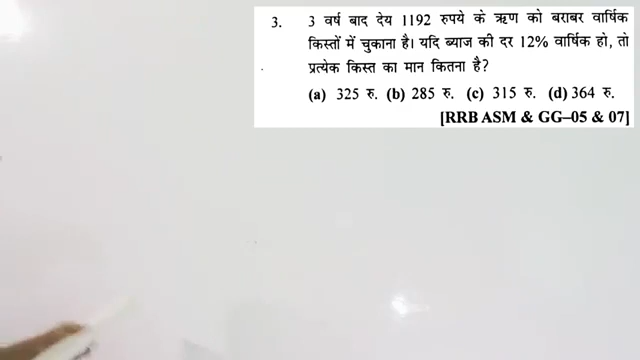 3. 3 वर्ष बाद देय 1192 रुपये के ऋण को बराबर वार्षिक
किस्तों में चुकाना है। यदि ब्याज की दर 12% वार्षिक हो, तो
प्रत्येक किस्त का मान कितना है?
(a) 325 रु. (b) 285 रु. (c) 315 रु. (d) 364 रु.
[RRB ASM & GG–05 & 07]